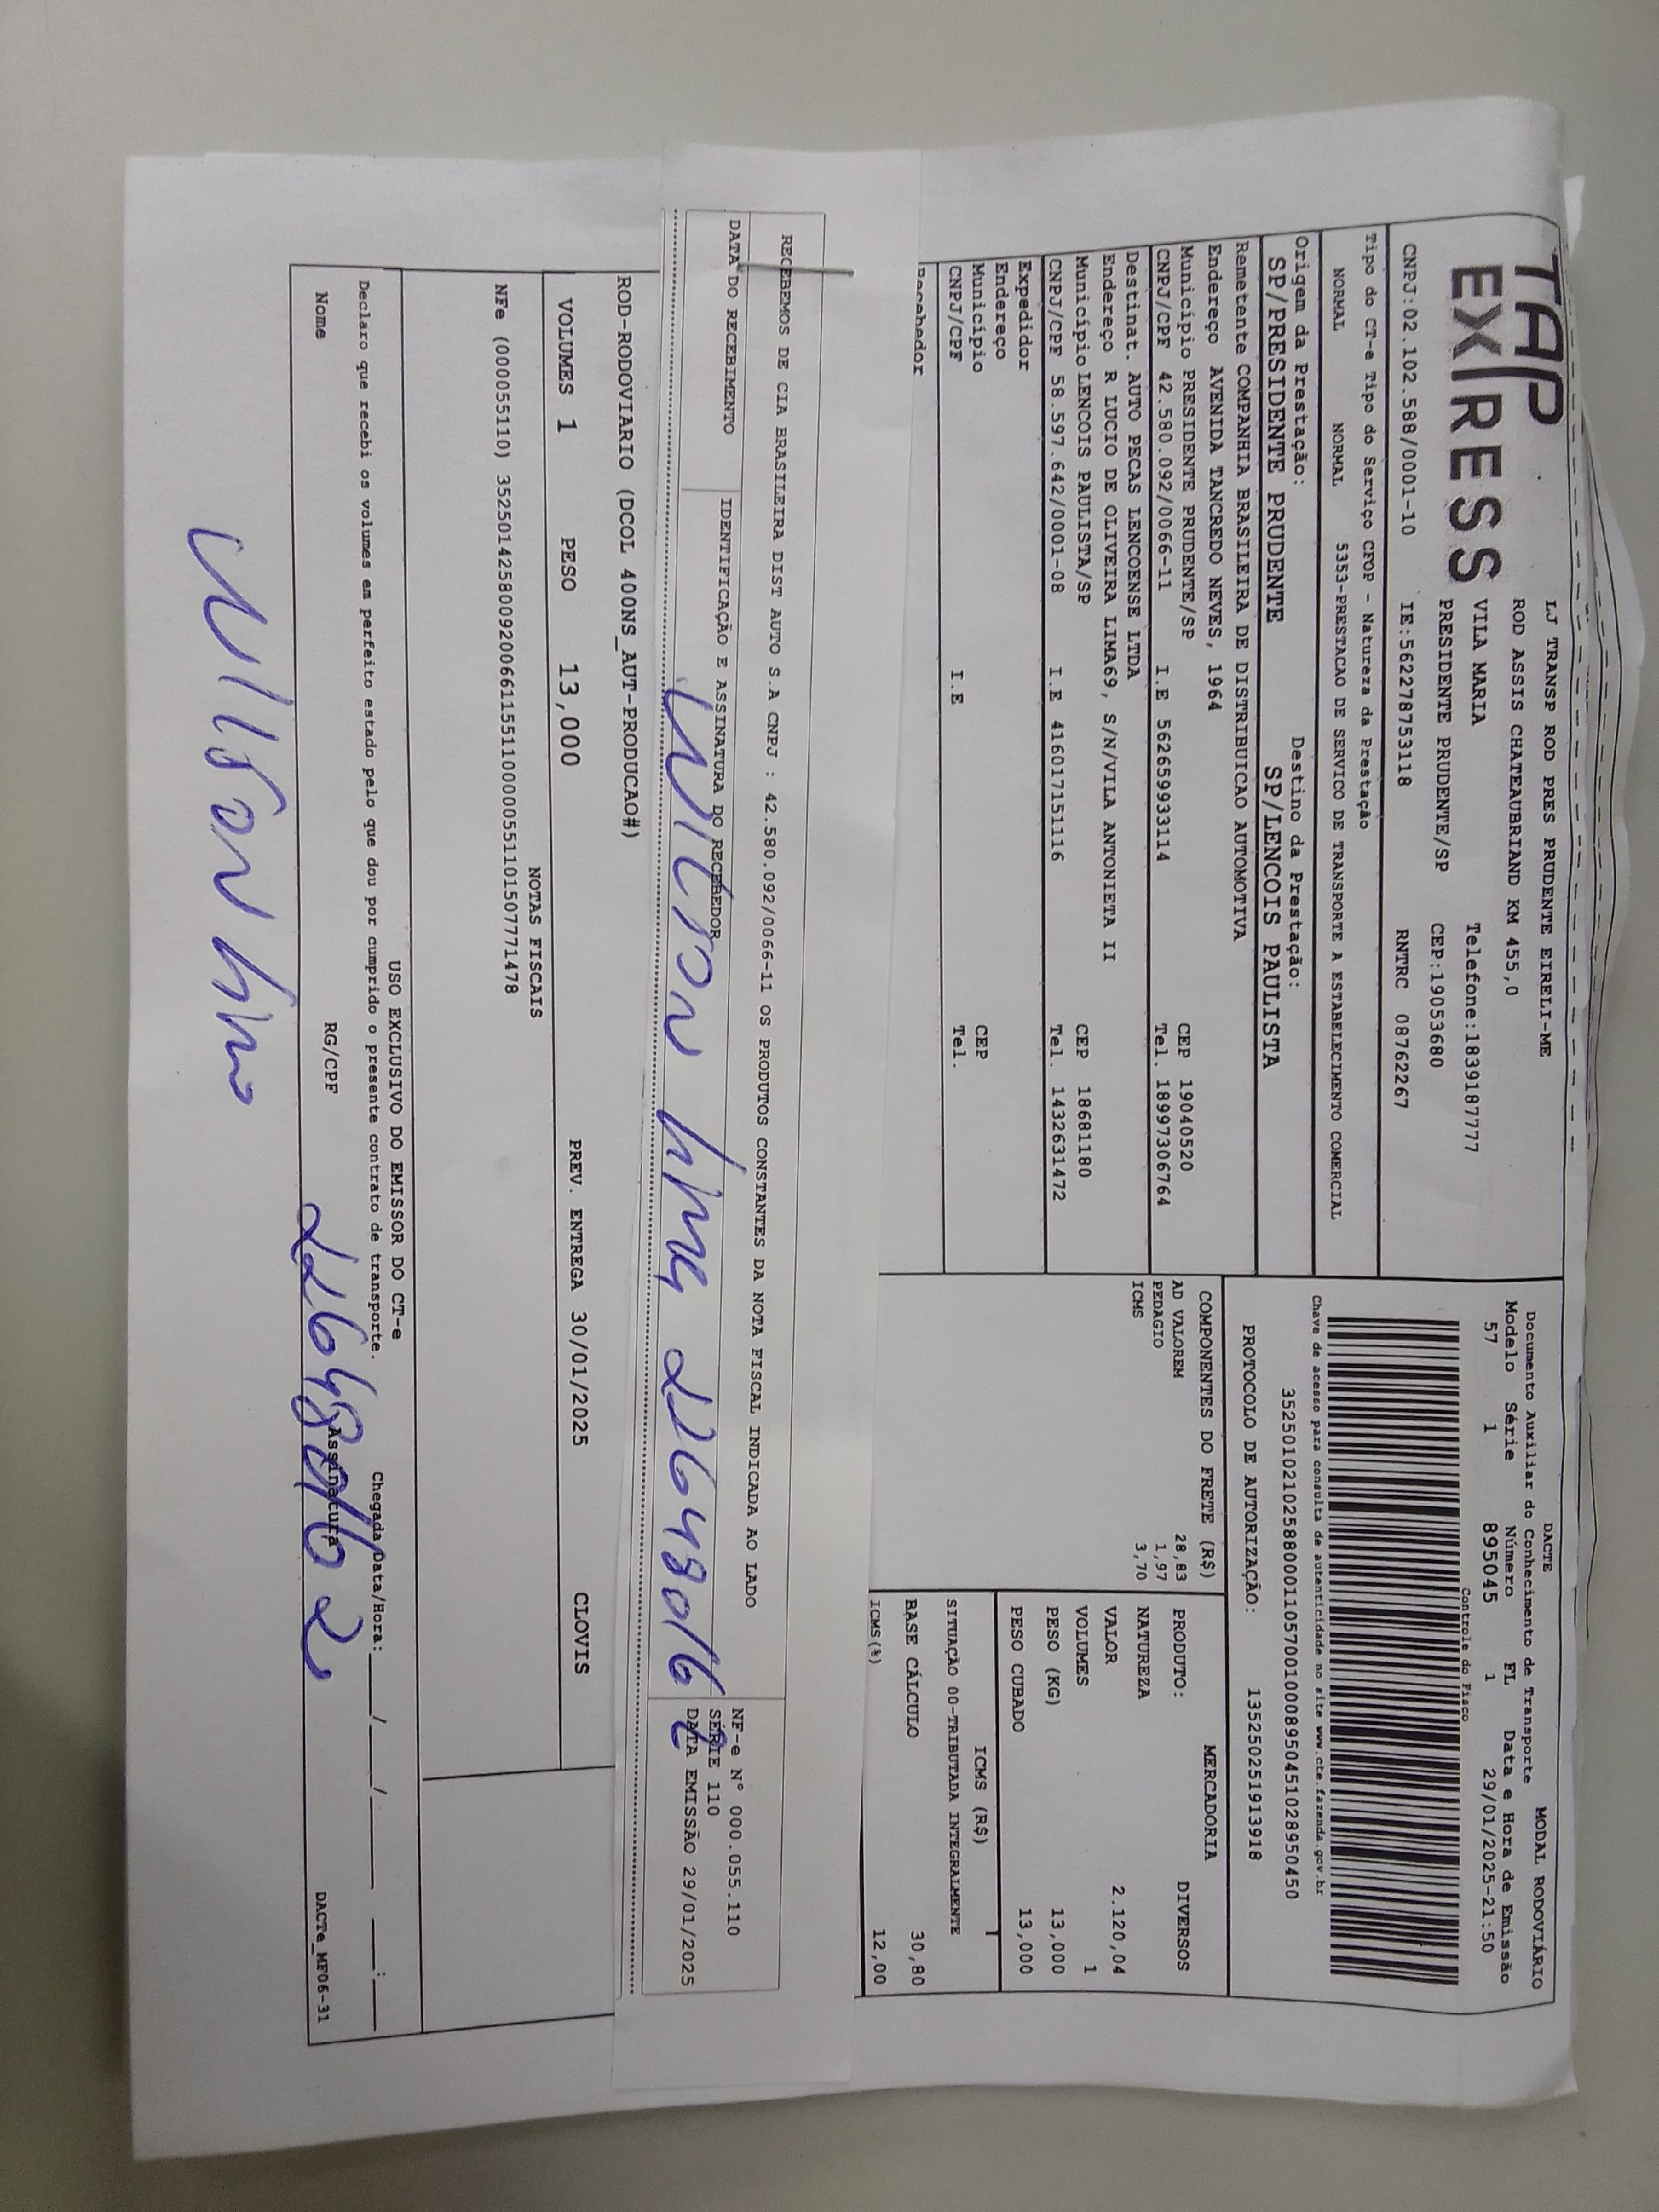 TAP
EXPRESS
LJ TRANSP ROD PRES PRUDENTE EIRELI-ME
ROD ASSIS CHATEAUBRIAND KM 455,0
VILA MARIA Telefone:1839187777
PRESIDENTE PRUDENTE/SP CEP:19053680
CNPJ:02.102.588/0001-10 IE:562278753118 RNTRC 08762267
Tipo do CT-e Tipo do Serviço CFOP - Natureza da Prestação
NORMAL NORMAL 5353-PRESTACAO DE SERVICO DE TRANSPORTE A ESTABELECIMENTO COMERCIAL
Origem da Prestação: Destino da Prestação:
SP/PRESIDENTE PRUDENTE SP/LENCOIS PAULISTA
Remetente COMPANHIA BRASILEIRA DE DISTRIBUICAO AUTOMOTIVA
Endereço AVENIDA TANCREDO NEVES, 1964
Município PRESIDENTE PRUDENTE/SP CEP 19040520
CNPJ/CPF 42.580.092/0066-11 I.E 562659933114 Tel. 18997306764
Destinat. AUTO PECAS LENCOENSE LTDA
Endereço R LUCIO DE OLIVEIRA LIMA69, S/N/VILA ANTONIETA II
Município LENCOIS PAULISTA/SP CEP 18681180
CNPJ/CPF 58.597.642/0001-08 I.E 416017151116 Tel. 1432631472
Expedidor
Endereço
Município CEP
CNPJ/CPF I.E Tel.
Recebedor
DACTE MODAL RODOVIÁRIO
Documento Auxiliar do Conhecimento de Transporte
Modelo Série Número FL Data e Hora de Emissão
57 1 895045 1 29/01/2025-21:50
Controle do Fisco
Chave de acesso para consulta de autenticidade no site www.cte.fazenda.gov.br
35250102102588000110570010008950451028950450
PROTOCOLO DE AUTORIZAÇÃO: 135250251913918
COMPONENTES DO FRETE (R$)
AD VALOREM 28,83
PEDAGIO 1,97
ICMS 3,70
MERCADORIA
PRODUTO: DIVERSOS
NATUREZA
VALOR 2.120,04
VOLUMES 1
PESO (KG) 13,000
PESO CUBADO 13,000
ICMS (R$)
SITUAÇÃO 00-TRIBUTADA INTEGRALMENTE
BASE CÁLCULO 30,80
ICMS(%) 12,00
RECEBEMOS DE CIA BRASILEIRA DIST AUTO S.A CNPJ : 42.580.092/0066-11 OS PRODUTOS CONSTANTES DA NOTA FISCAL INDICADA AO LADO
DATA DO RECEBIMENTO IDENTIFICAÇÃO E ASSINATURA DO RECEBEDOR
Wilson
NF-e N° 000.055.110
SÉRIE 110
DATA EMISSÃO 29/01/2025
ROD-RODOVIARIO (DCOL 400NS_AUT-PRODUCAO#)
VOLUMES 1 PESO 13,000 PREV. ENTREGA 30/01/2025 CLOVIS
NOTAS FISCAIS
NFe (000055110) 35250142580092006611551100000551101507771478
USO EXCLUSIVO DO EMISSOR DO CT-e
Declaro que recebi os volumes em perfeito estado pelo que dou por cumprido o presente contrato de transporte. Chegada/Data/Hora:____/____/______ ____:____
Nome RG/CPF Assinatura DACTe_MF06-31
Wilson